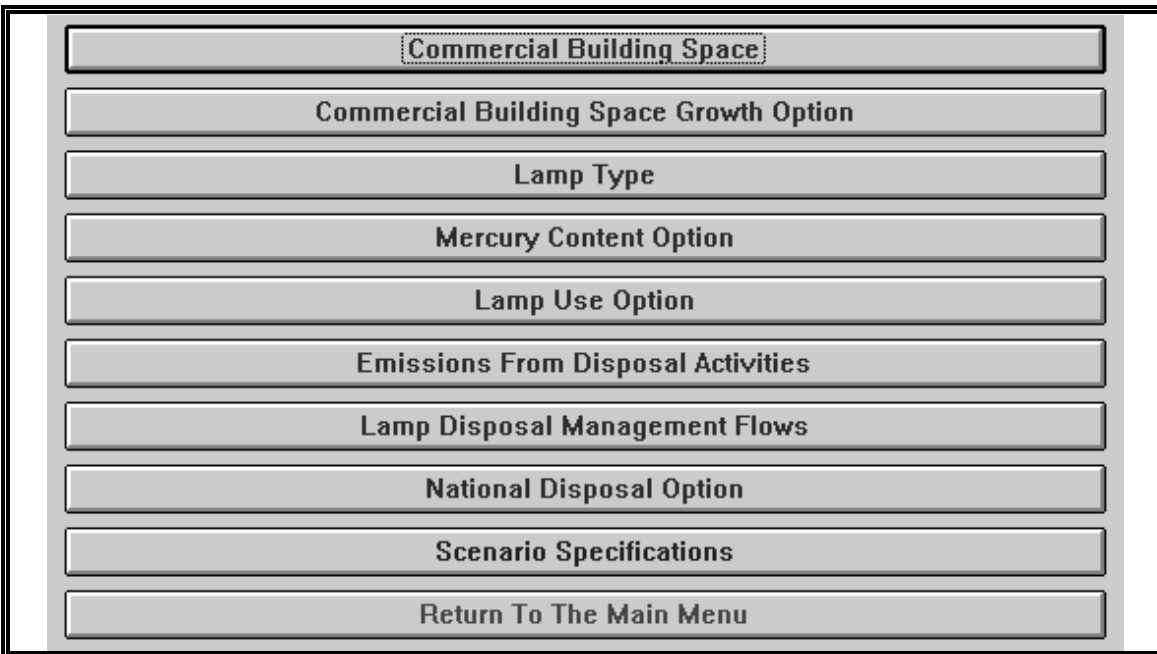 Commercial Building Space
Commercial Building Space Growth Option
Lamp Type
Mercury Content Option
Lamp Use Option
Emissions From Disposal Activities
Lamp Disposal Management Flows
National Disposal Option
Scenario Specifications
Return To The Main Menu